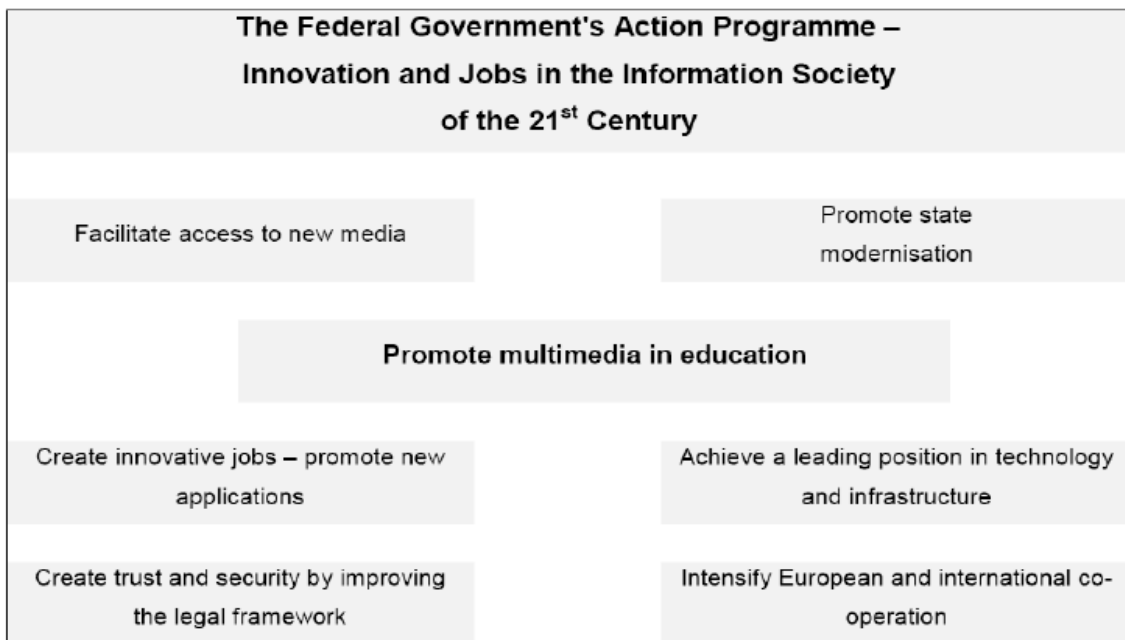 The Federal Government's Action Programme –
Innovation and Jobs in the Information Society
of the 21st Century
Facilitate access to new media
Promote state
modernisation
Promote multimedia in education
Create innovative jobs – promote new
applications
Achieve a leading position in technology
and infrastructure
Create trust and security by improving
the legal framework
Intensify European and international co-
operation